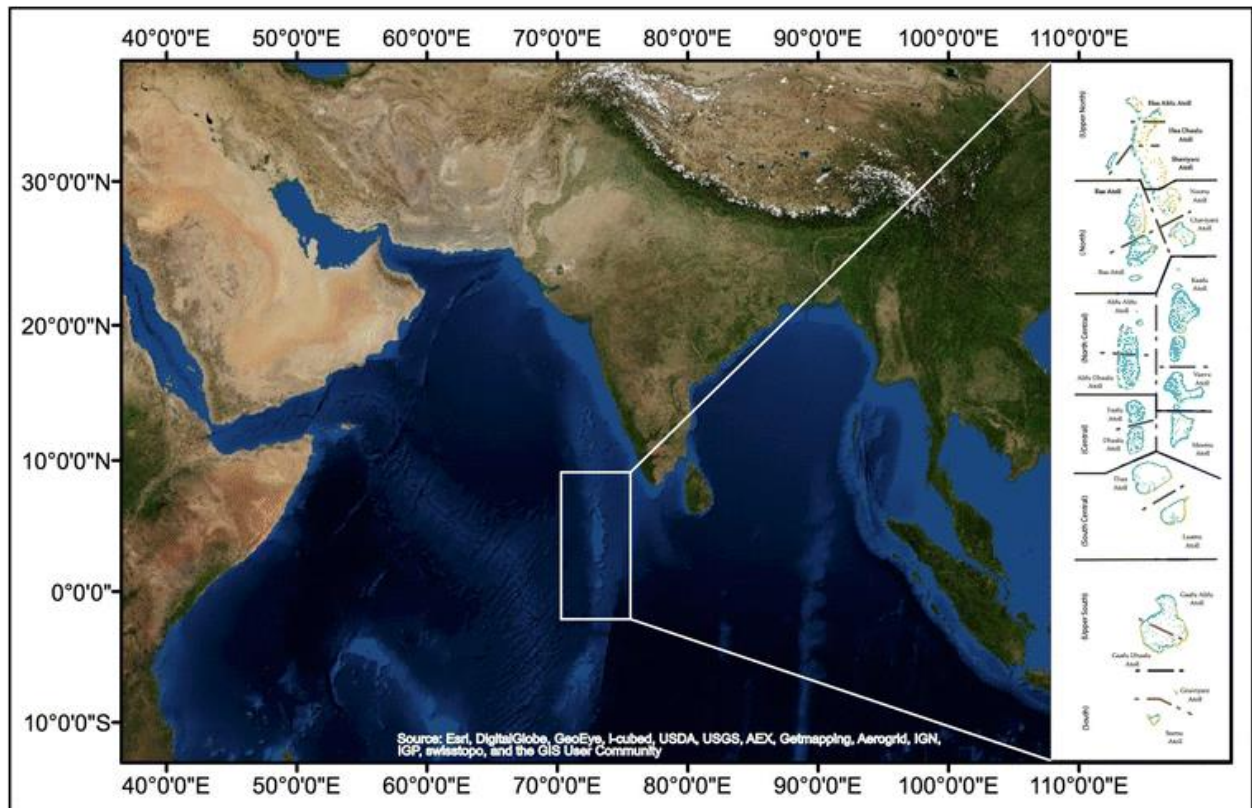 40°0'0"E 50°0'0"E 60°0'0"E 70°0'0"E 80°0'0"E 90°0'0"E 100°0'0"E 110°0'0"E
30°0'0"N
20°0'0"N
10°0'0"N
0°0'0"E
10°0'0"S
(Upper North)
Haa Alifu Atoll
Haa Dhaalu
Atoll
Shaviyani
Atoll
Raa Atoll
Noonu
Atoll
(North)
Atoll
Baa Atoll
Kaafu
Atoll
Alifu Alifu
Atoll
(North Central)
Alifu Dhaalu
Atoll
Vaavu
Atoll
Faafu
Atoll
(Central)
Dhaalu
Atoll
Meemu
Atoll
Thaa
Atoll
(South Central)
Laamu
Atoll
(Upper South)
Gaafu Alifu
Atoll
Gaafu Dhaalu
Atoll
(South)
Atoll
Atoll
Source: Esri, DigitalGlobe, GeoEye, i-cubed, USDA, USGS, AEX, Getmapping, Aerogrid, IGN,
IGP, swisstopo, and the GIS User Community
40°0'0"E 50°0'0"E 60°0'0"E 70°0'0"E 80°0'0"E 90°0'0"E 100°0'0"E 110°0'0"E